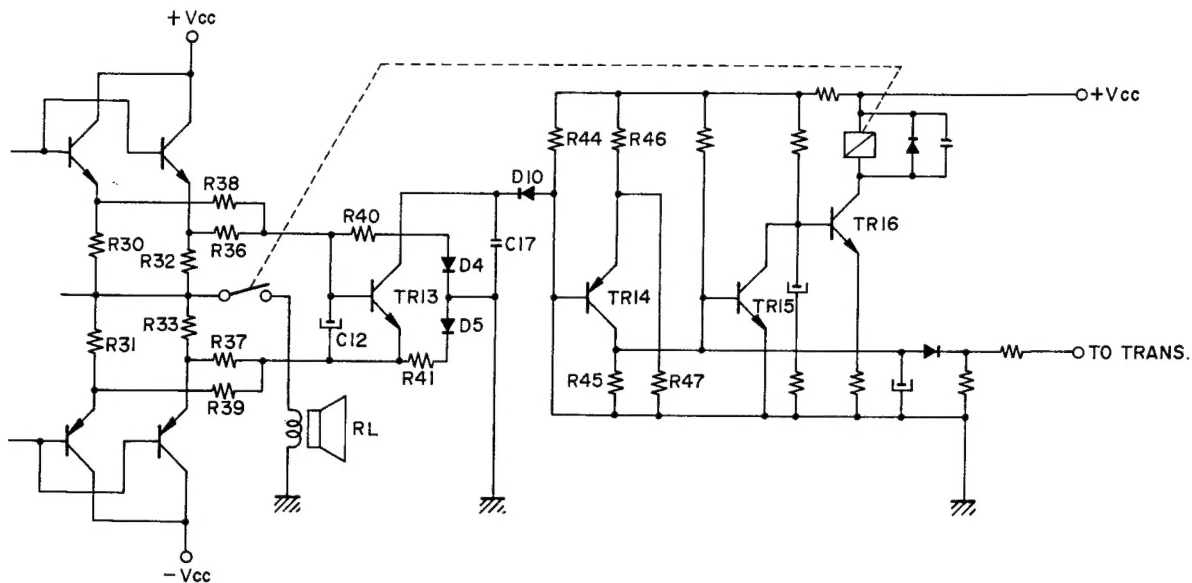 +Vcc
+Vcc
R44
R46
R38
D10
R40
R36
TR16
R30
C17
R32
D4
TR13
TR14
TR15
R33
D5
C12
R31
R37
R41
TO TRANS.
R45
R47
R39
RL
-Vcc